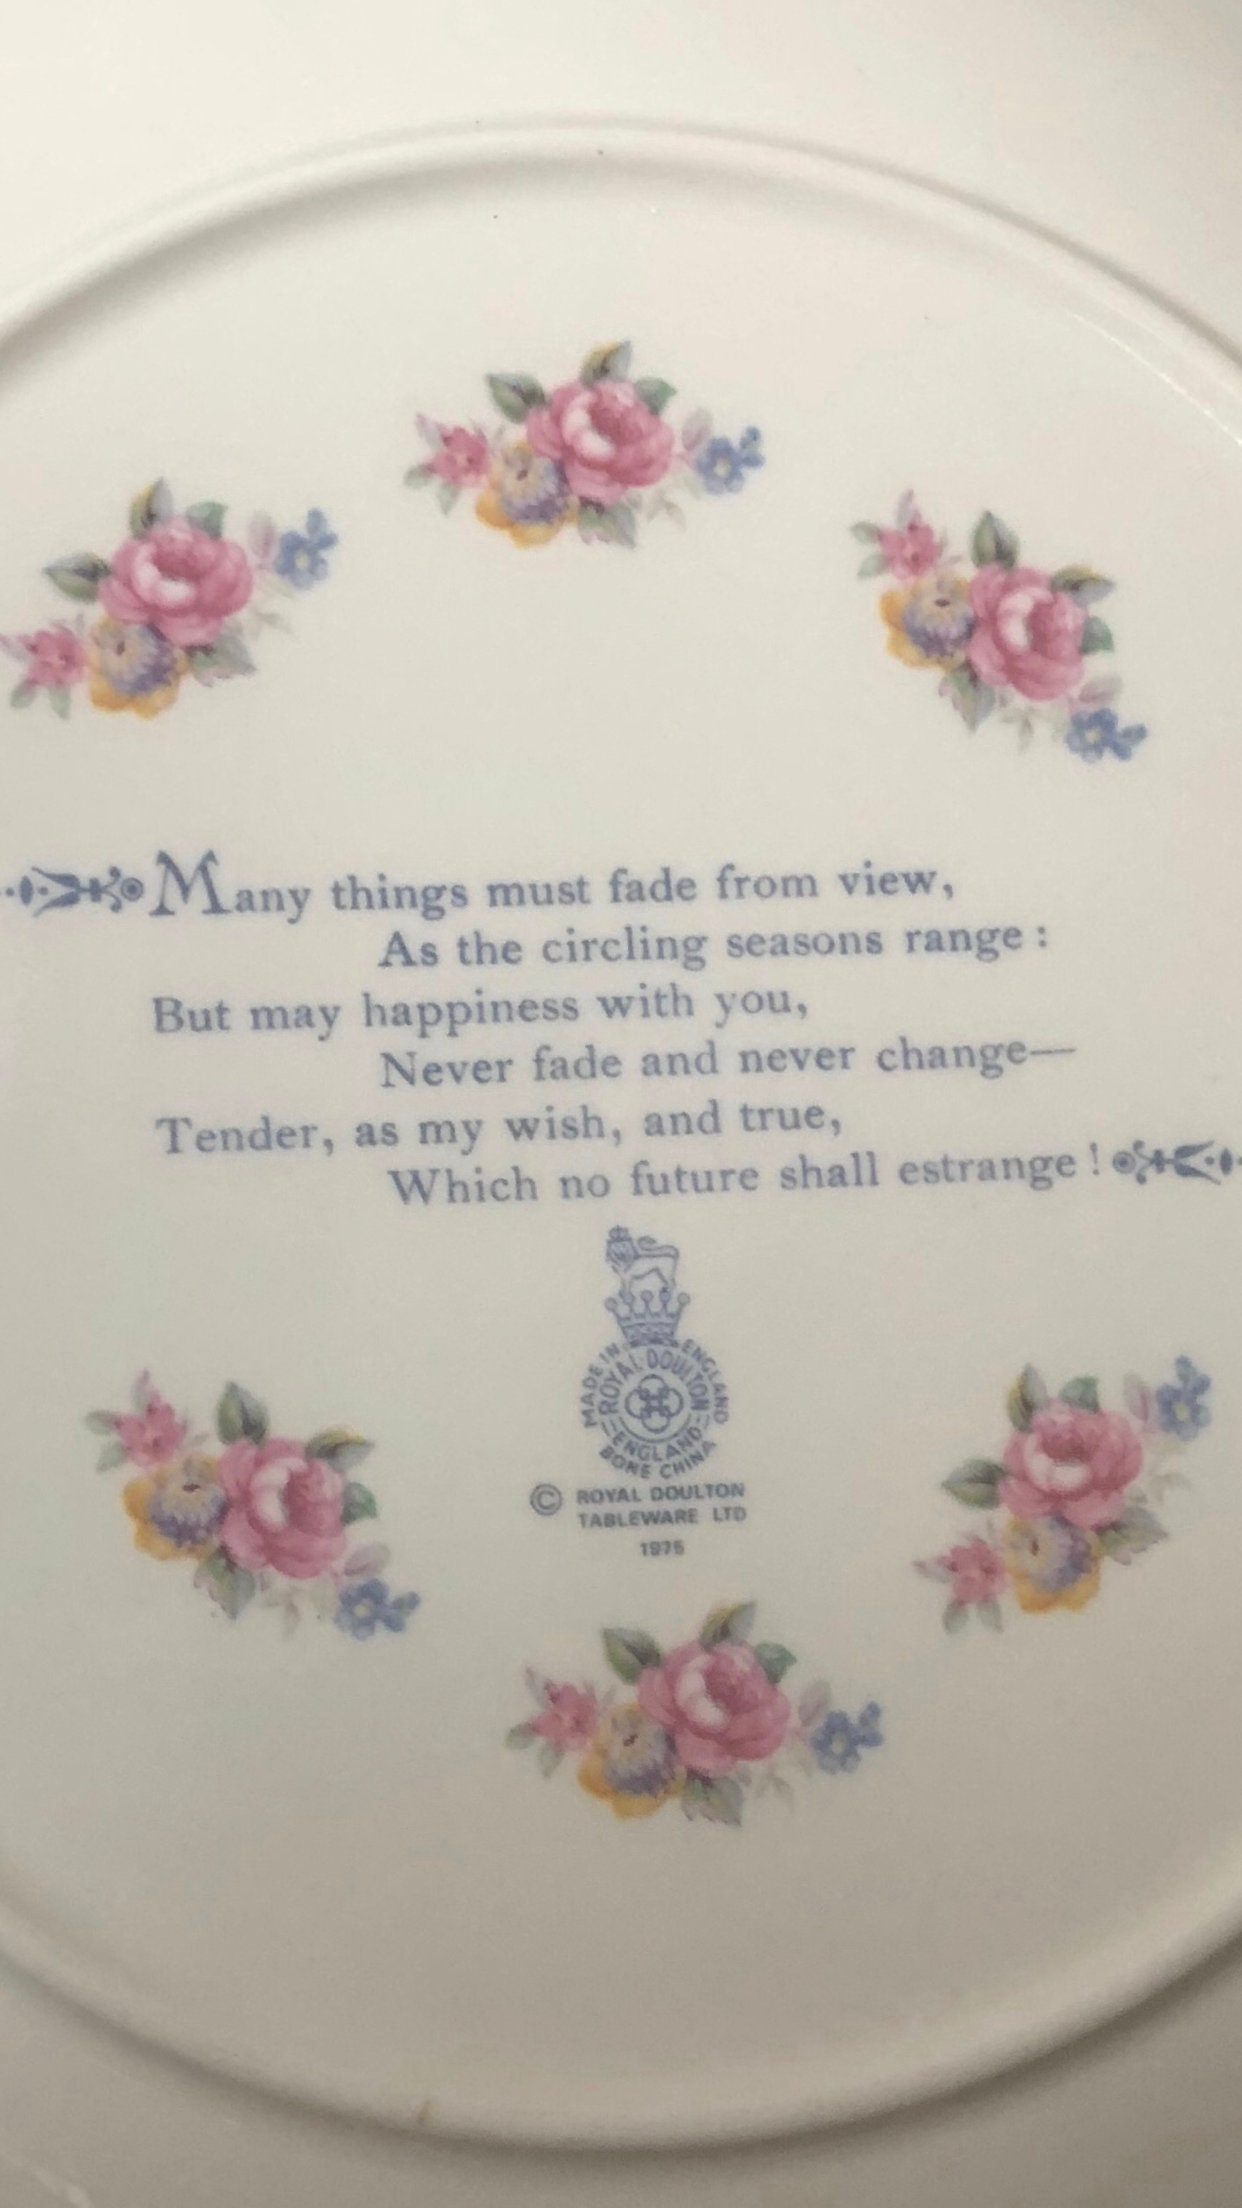 Many things must fade from view,
As the circling seasons range:
But may happiness with you,
Never fade and never change—
Tender, as my wish, and true,
Which no future shall estrange!
MADE IN ENGLAND
ROYAL DOULTON
ENGLAND
BONE CHINA
© ROYAL DOULTON
TABLEWARE LTD
1975